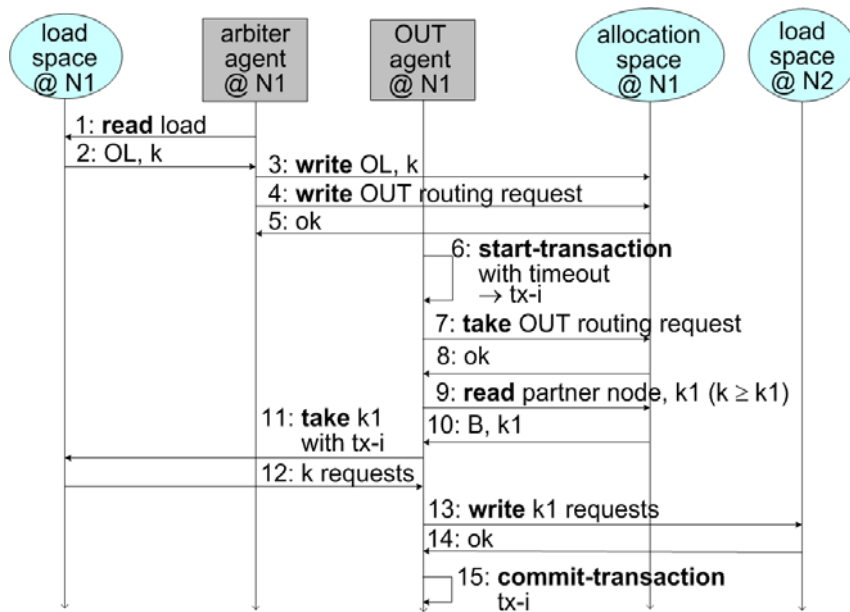 load
space
@ N1
arbiter
agent
@ N1
OUT
agent
@ N1
allocation
space
@ N1
load
space
@ N2
1: read load
2: OL, k
3: write OL, k
4: write OUT routing request
5: ok
6: start-transaction
with timeout
→ tx-i
7: take OUT routing request
8: ok
9: read partner node, k1 (k ≥ k1)
10: B, k1
11: take k1
with tx-i
12: k requests
13: write k1 requests
14: ok
15: commit-transaction
tx-i